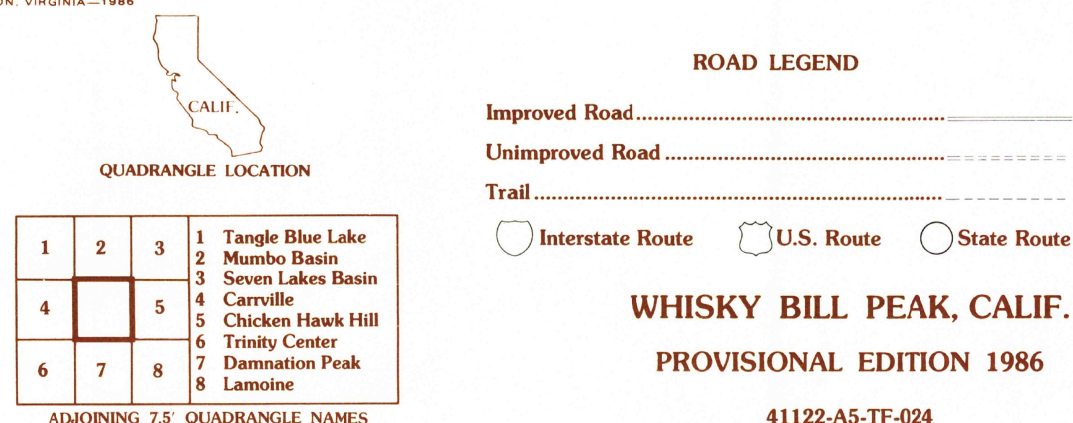 ON, VIRGINIA—1986
CALIF.
QUADRANGLE LOCATION
1 2 3
4 5
6 7 8
1 Tangle Blue Lake
2 Mumbo Basin
3 Seven Lakes Basin
4 Carrville
5 Chicken Hawk Hill
6 Trinity Center
7 Damnation Peak
8 Lamoine
ADJOINING 7.5' QUADRANGLE NAMES
ROAD LEGEND
Improved Road
Unimproved Road
Trail
Interstate Route U.S. Route State Route
WHISKY BILL PEAK, CALIF.
PROVISIONAL EDITION 1986
41122-A5-TF-024